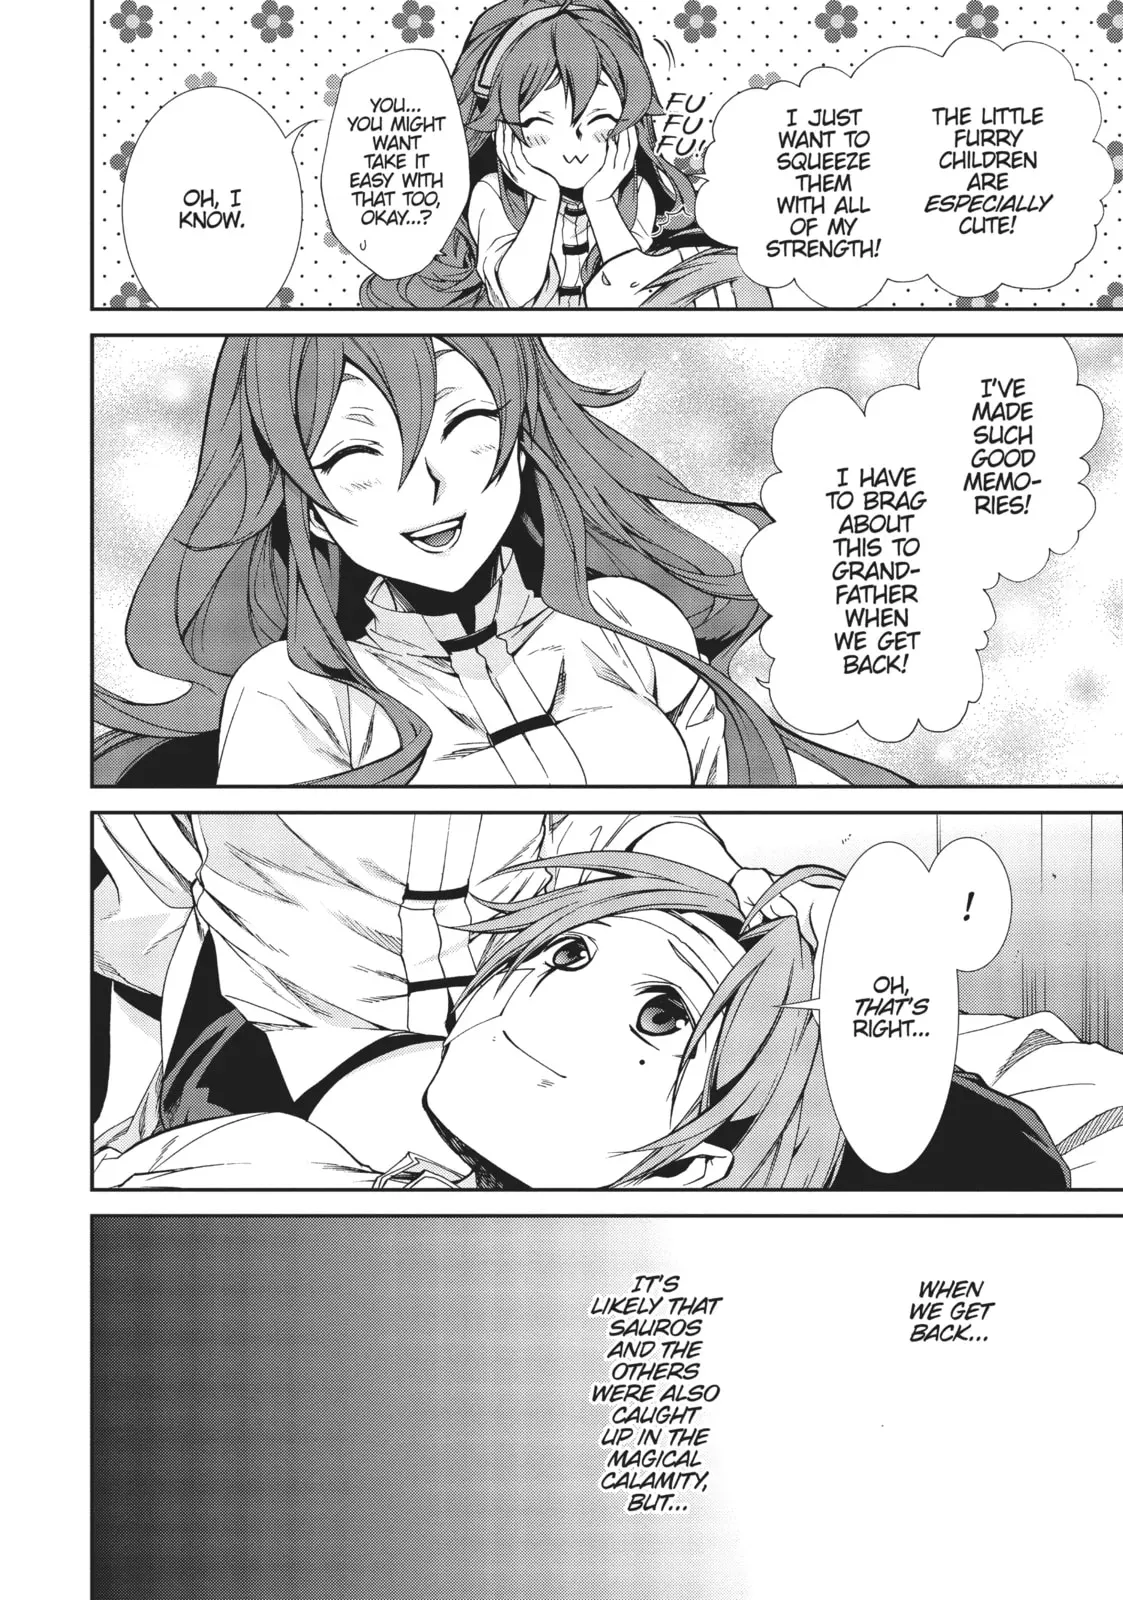 THE LITTLE
FURRY
CHILDREN
ARE
ESPECIALLY
CUTE!
I JUST
WANT TO
SQUEEZE
THEM
WITH ALL
OF MY
STRENGTH!
FU
FU
FU!
YOU...
YOU MIGHT
WANT
TAKE IT
EASY WITH
THAT TOO,
OKAY...?
OH, I
KNOW.
I'VE
MADE
SUCH
GOOD
MEMO-
RIES!
I HAVE
TO BRAG
ABOUT
THIS TO
GRAND-
FATHER
WHEN
WE GET
BACK!
!
OH,
THAT'S
RIGHT...
WHEN
WE GET
BACK...
IT'S
LIKELY THAT
SAUROS
AND THE
OTHERS
WERE ALSO
CAUGHT
UP IN THE
MAGICAL
CALAMITY,
BUT...